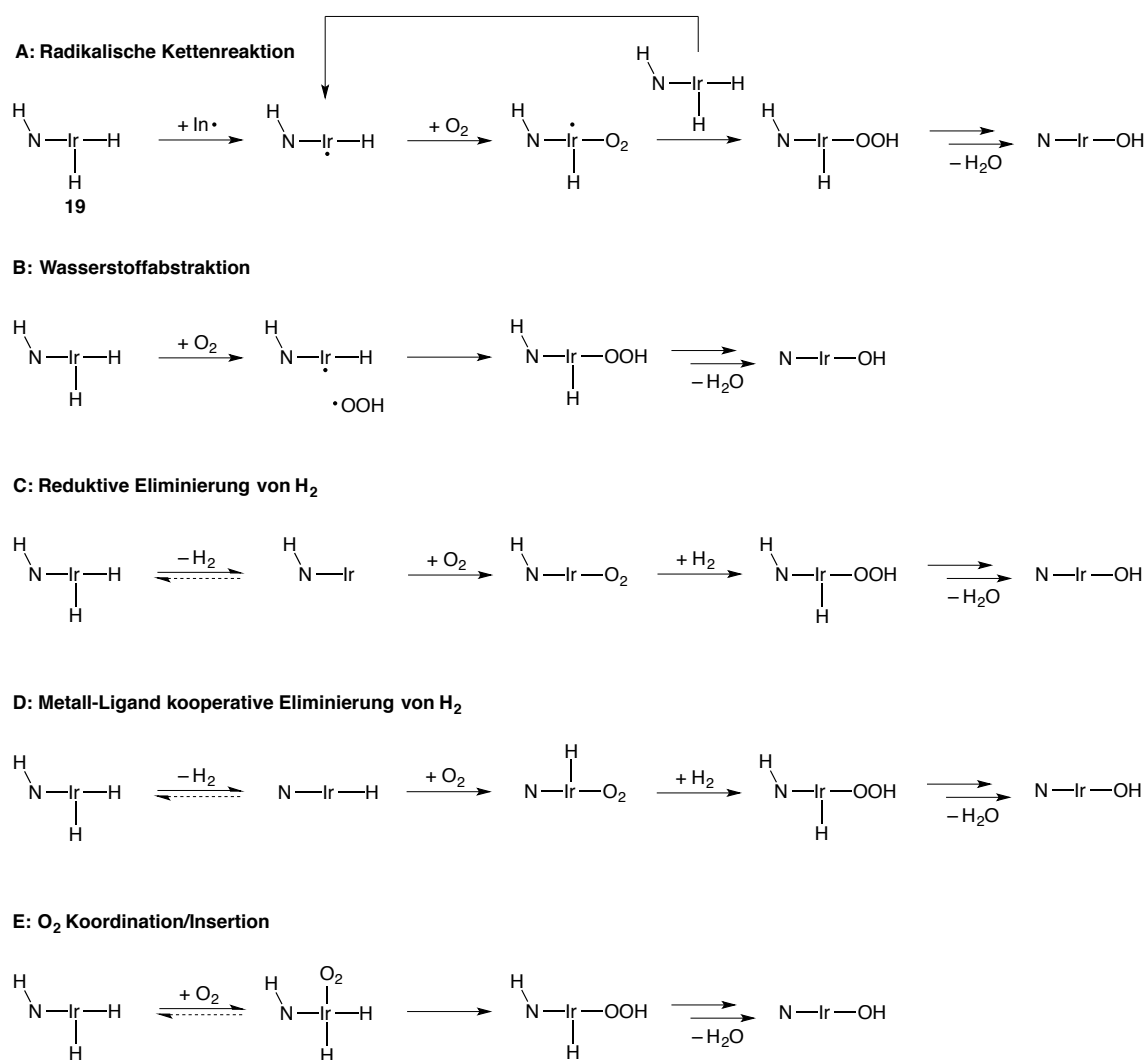 A: Radikalische Kettenreaktion
H N Ir H H
19
+ In•
H N Ir• H
+ O2
H N Ir• O2 H
H N Ir H H
H N Ir OOH H
– H2O
N Ir OH
B: Wasserstoffabstraktion
H N Ir H H
+ O2
H N Ir• H
•OOH
H N Ir OOH H
– H2O
N Ir OH
C: Reduktive Eliminierung von H2
H N Ir H H
– H2
H N Ir
+ O2
H N Ir O2
+ H2
H N Ir OOH H
– H2O
N Ir OH
D: Metall-Ligand kooperative Eliminierung von H2
H N Ir H H
– H2
N Ir H
+ O2
H N Ir O2
+ H2
H N Ir OOH H
– H2O
N Ir OH
E: O2 Koordination/Insertion
H N Ir H H
+ O2
O2 H N Ir H H
H N Ir OOH H
– H2O
N Ir OH